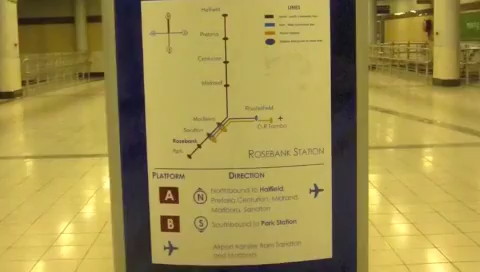 Hatfield
LINES
Pretoria
Centurion
Midrand
Marlboro
Rhodesfield
Sandton
O.R Tambo
Rosebank
Park
ROSEBANK STATION
PLATFORM DIRECTION
A N Northbound to Hatfield,
Pretoria, Centurion, Midrand,
Marlboro, Sandton
B S Southbound to Park Station
Airport transfer from Sandton
and Marlboro